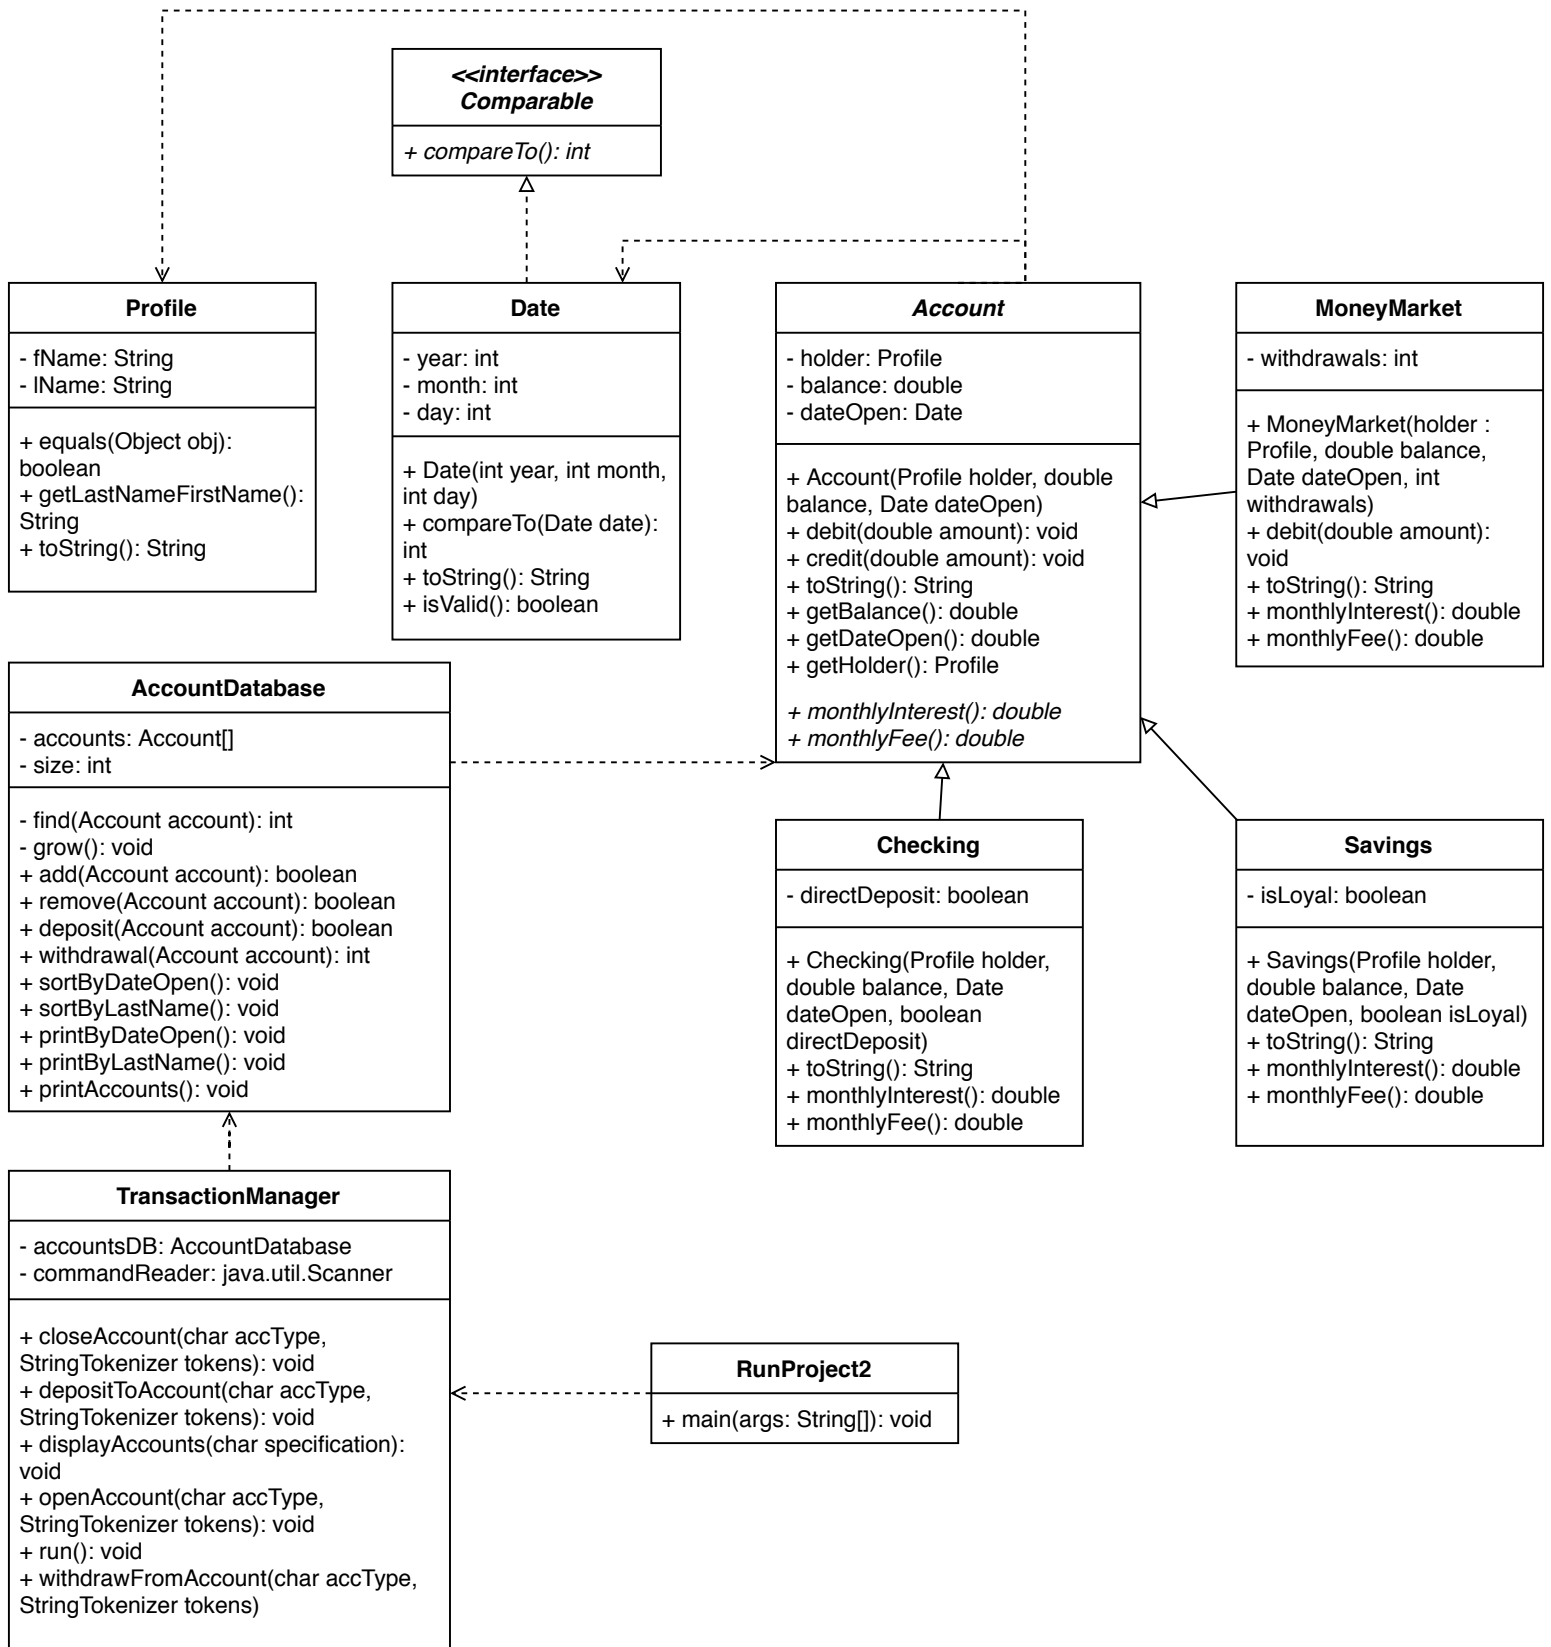 <<interface>>
Comparable
+ compareTo(): int
Profile
- fName: String
- lName: String
+ equals(Object obj):
boolean
+ getLastNameFirstName():
String
+ toString(): String
Date
- year: int
- month: int
- day: int
+ Date(int year, int month,
int day)
+ compareTo(Date date):
int
+ toString(): String
+ isValid(): boolean
Account
- holder: Profile
- balance: double
- dateOpen: Date
+ Account(Profile holder, double
balance, Date dateOpen)
+ debit(double amount): void
+ credit(double amount): void
+ toString(): String
+ getBalance(): double
+ getDateOpen(): double
+ getHolder(): Profile
+ monthlyInterest(): double
+ monthlyFee(): double
MoneyMarket
- withdrawals: int
+ MoneyMarket(holder :
Profile, double balance,
Date dateOpen, int
withdrawals)
+ debit(double amount):
void
+ toString(): String
+ monthlyInterest(): double
+ monthlyFee(): double
AccountDatabase
- accounts: Account[]
- size: int
- find(Account account): int
- grow(): void
+ add(Account account): boolean
+ remove(Account account): boolean
+ deposit(Account account): boolean
+ withdrawal(Account account): int
+ sortByDateOpen(): void
+ sortByLastName(): void
+ printByDateOpen(): void
+ printByLastName(): void
+ printAccounts(): void
Checking
- directDeposit: boolean
+ Checking(Profile holder,
double balance, Date
dateOpen, boolean
directDeposit)
+ toString(): String
+ monthlyInterest(): double
+ monthlyFee(): double
Savings
- isLoyal: boolean
+ Savings(Profile holder,
double balance, Date
dateOpen, boolean isLoyal)
+ toString(): String
+ monthlyInterest(): double
+ monthlyFee(): double
TransactionManager
- accountsDB: AccountDatabase
- commandReader: java.util.Scanner
+ closeAccount(char accType,
StringTokenizer tokens): void
+ depositToAccount(char accType,
StringTokenizer tokens): void
+ displayAccounts(char specification):
void
+ openAccount(char accType,
StringTokenizer tokens): void
+ run(): void
+ withdrawFromAccount(char accType,
StringTokenizer tokens)
RunProject2
+ main(args: String[]): void